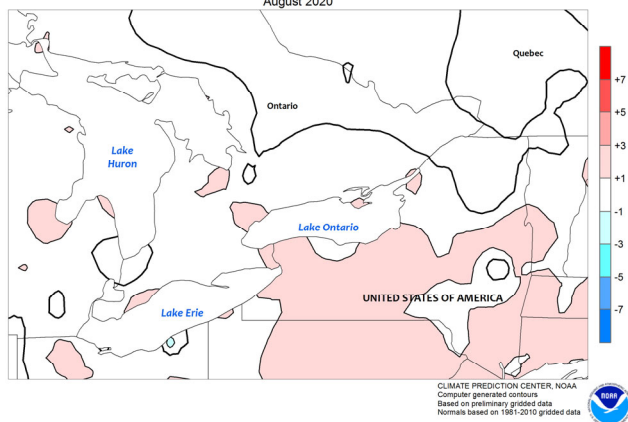 August 2020
Quebec
Ontario
Lake
Huron
Lake Ontario
UNITED STATES OF AMERICA
Lake Erie
+7
+5
+3
+1
-1
-3
-5
-7
CLIMATE PREDICTION CENTER, NOAA
Computer generated contours
Based on preliminary gridded data
Normals based on 1981-2010 gridded data
NOAA